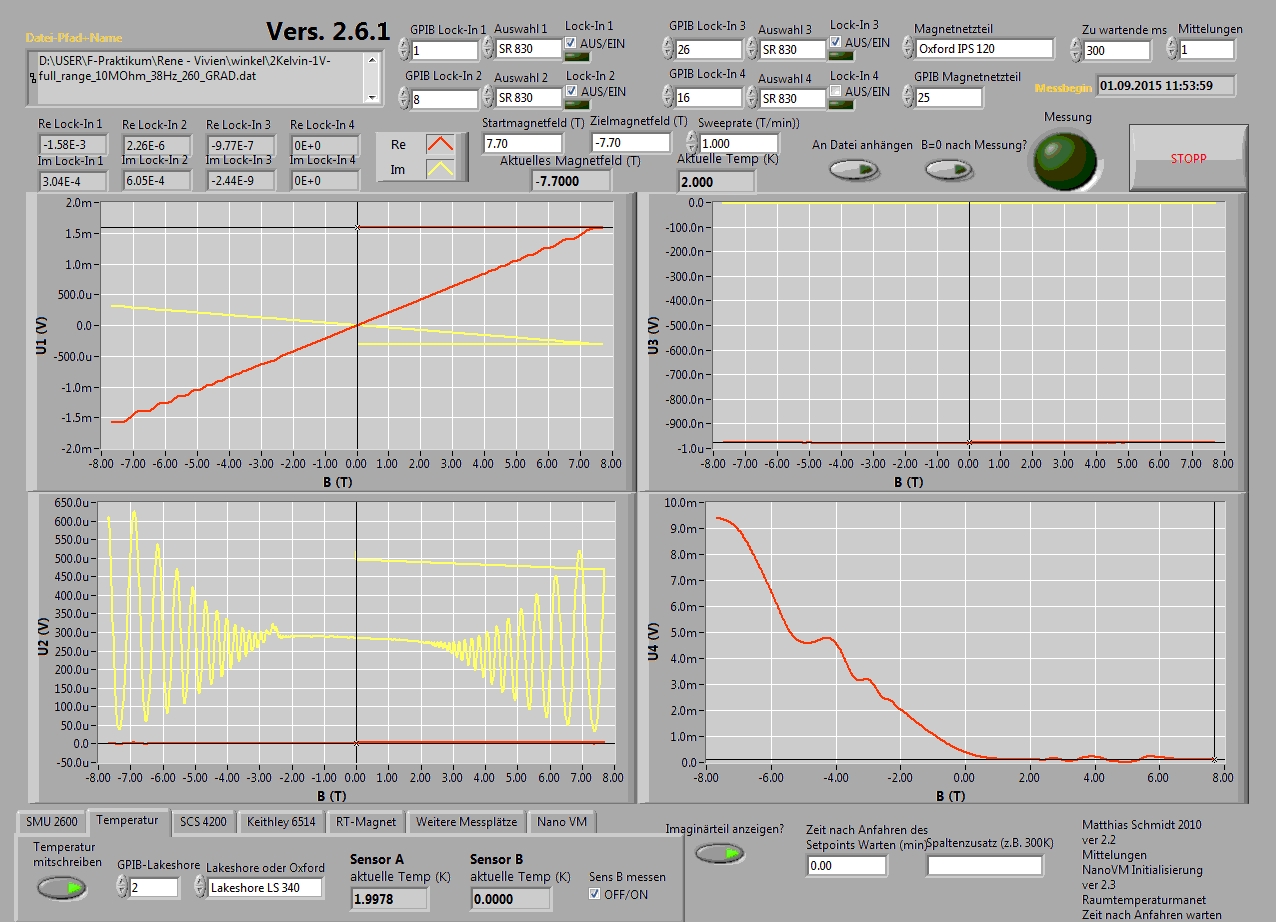 Datei-Pfad--Name
Vers. 2.6.1
D:\USER\F-Praktikum\Rene - Vivien\winkel\2Kelvin-1V-
full_range_10MOhm_38Hz_260_GRAD.dat
GPIB Lock-In 1 Auswahl 1 Lock-In 1
1 SR 830 AUS/EIN
GPIB Lock-In 2 Auswahl 2 Lock-In 2
8 SR 830 AUS/EIN
GPIB Lock-In 3 Auswahl 3 Lock-In 3
26 SR 830 AUS/EIN
GPIB Lock-In 4 Auswahl 4 Lock-In 4
16 SR 830 AUS/EIN
Magnetnetzteil
Oxford IPS 120
GPIB Magnetnetzteil
25
Zu wartende ms Mittelungen
300 1
Messbegin 01.09.2015 11:53:59
Re Lock-In 1 Re Lock-In 2 Re Lock-In 3 Re Lock-In 4
-1.58E-3 2.26E-6 -9.77E-7 0E+0
Im Lock-In 1 Im Lock-In 2 Im Lock-In 3 Im Lock-In 4
3.04E-4 6.05E-4 -2.44E-9 0E+0
Re
Im
Startmagnetfeld (T) Zielmagnetfeld (T) Sweeprate (T/min))
7.70 -7.70 1.000
Aktuelles Magnetfeld (T) Aktuelle Temp (K)
-7.7000 2.000
An Datei anhängen B=0 nach Messung?
Messung
STOPP
2.0m
1.5m
1.0m
500.0u
0.0
-500.0u
-1.0m
-1.5m
-2.0m
U1 (V)
-8.00 -7.00 -6.00 -5.00 -4.00 -3.00 -2.00 -1.00 0.00 1.00 2.00 3.00 4.00 5.00 6.00 7.00 8.00
B (T)
0.0
-100.0n
-200.0n
-300.0n
-400.0n
-500.0n
-600.0n
-700.0n
-800.0n
-900.0n
-1.0u
U3 (V)
-8.00 -7.00 -6.00 -5.00 -4.00 -3.00 -2.00 -1.00 0.00 1.00 2.00 3.00 4.00 5.00 6.00 7.00 8.00
B (T)
650.0u
600.0u
550.0u
500.0u
450.0u
400.0u
350.0u
300.0u
250.0u
200.0u
150.0u
100.0u
50.0u
0.0
-50.0u
U2 (V)
-8.00 -7.00 -6.00 -5.00 -4.00 -3.00 -2.00 -1.00 0.00 1.00 2.00 3.00 4.00 5.00 6.00 7.00 8.00
B (T)
10.0m
9.0m
8.0m
7.0m
6.0m
5.0m
4.0m
3.0m
2.0m
1.0m
0.0
U4 (V)
-8.00 -6.00 -4.00 -2.00 0.00 2.00 4.00 6.00 8.00
B (T)
SMU 2600 Temperatur SCS 4200 Keithley 6514 RT-Magnet Weitere Messplätze Nano VM
Temperatur
mitschreiben
GPIB-Lakeshore Lakeshore oder Oxford
2 Lakeshore LS 340
Sensor A
aktuelle Temp (K)
1.9978
Sensor B
aktuelle Temp (K)
0.0000
Sens B messen
OFF/ON
Imaginärteil anzeigen?
Zeit nach Anfahren des
Setpoints Warten (min)
0.00
Spaltenzusatz (z.B. 300K)
Matthias Schmidt 2010
ver 2.2
Mittelungen
NanoVM Initialisierung
ver 2.3
Raumtemperaturmanet
Zeit nach Anfahren warten